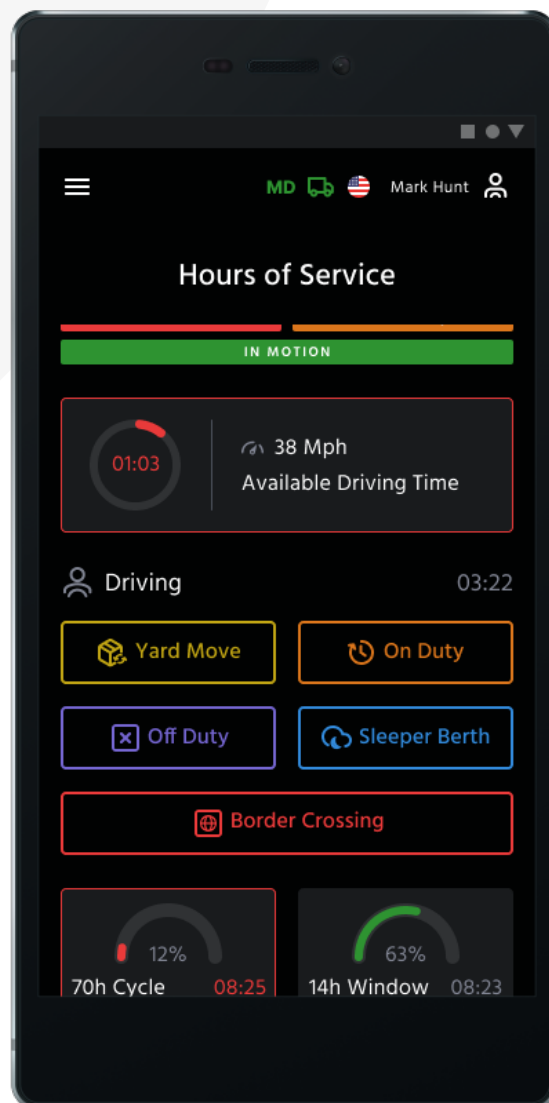 MD Mark Hunt
Hours of Service
IN MOTION
01:03
38 Mph
Available Driving Time
Driving 03:22
Yard Move
On Duty
Off Duty
Sleeper Berth
Border Crossing
12%
70h Cycle 08:25
63%
14h Window 08:23